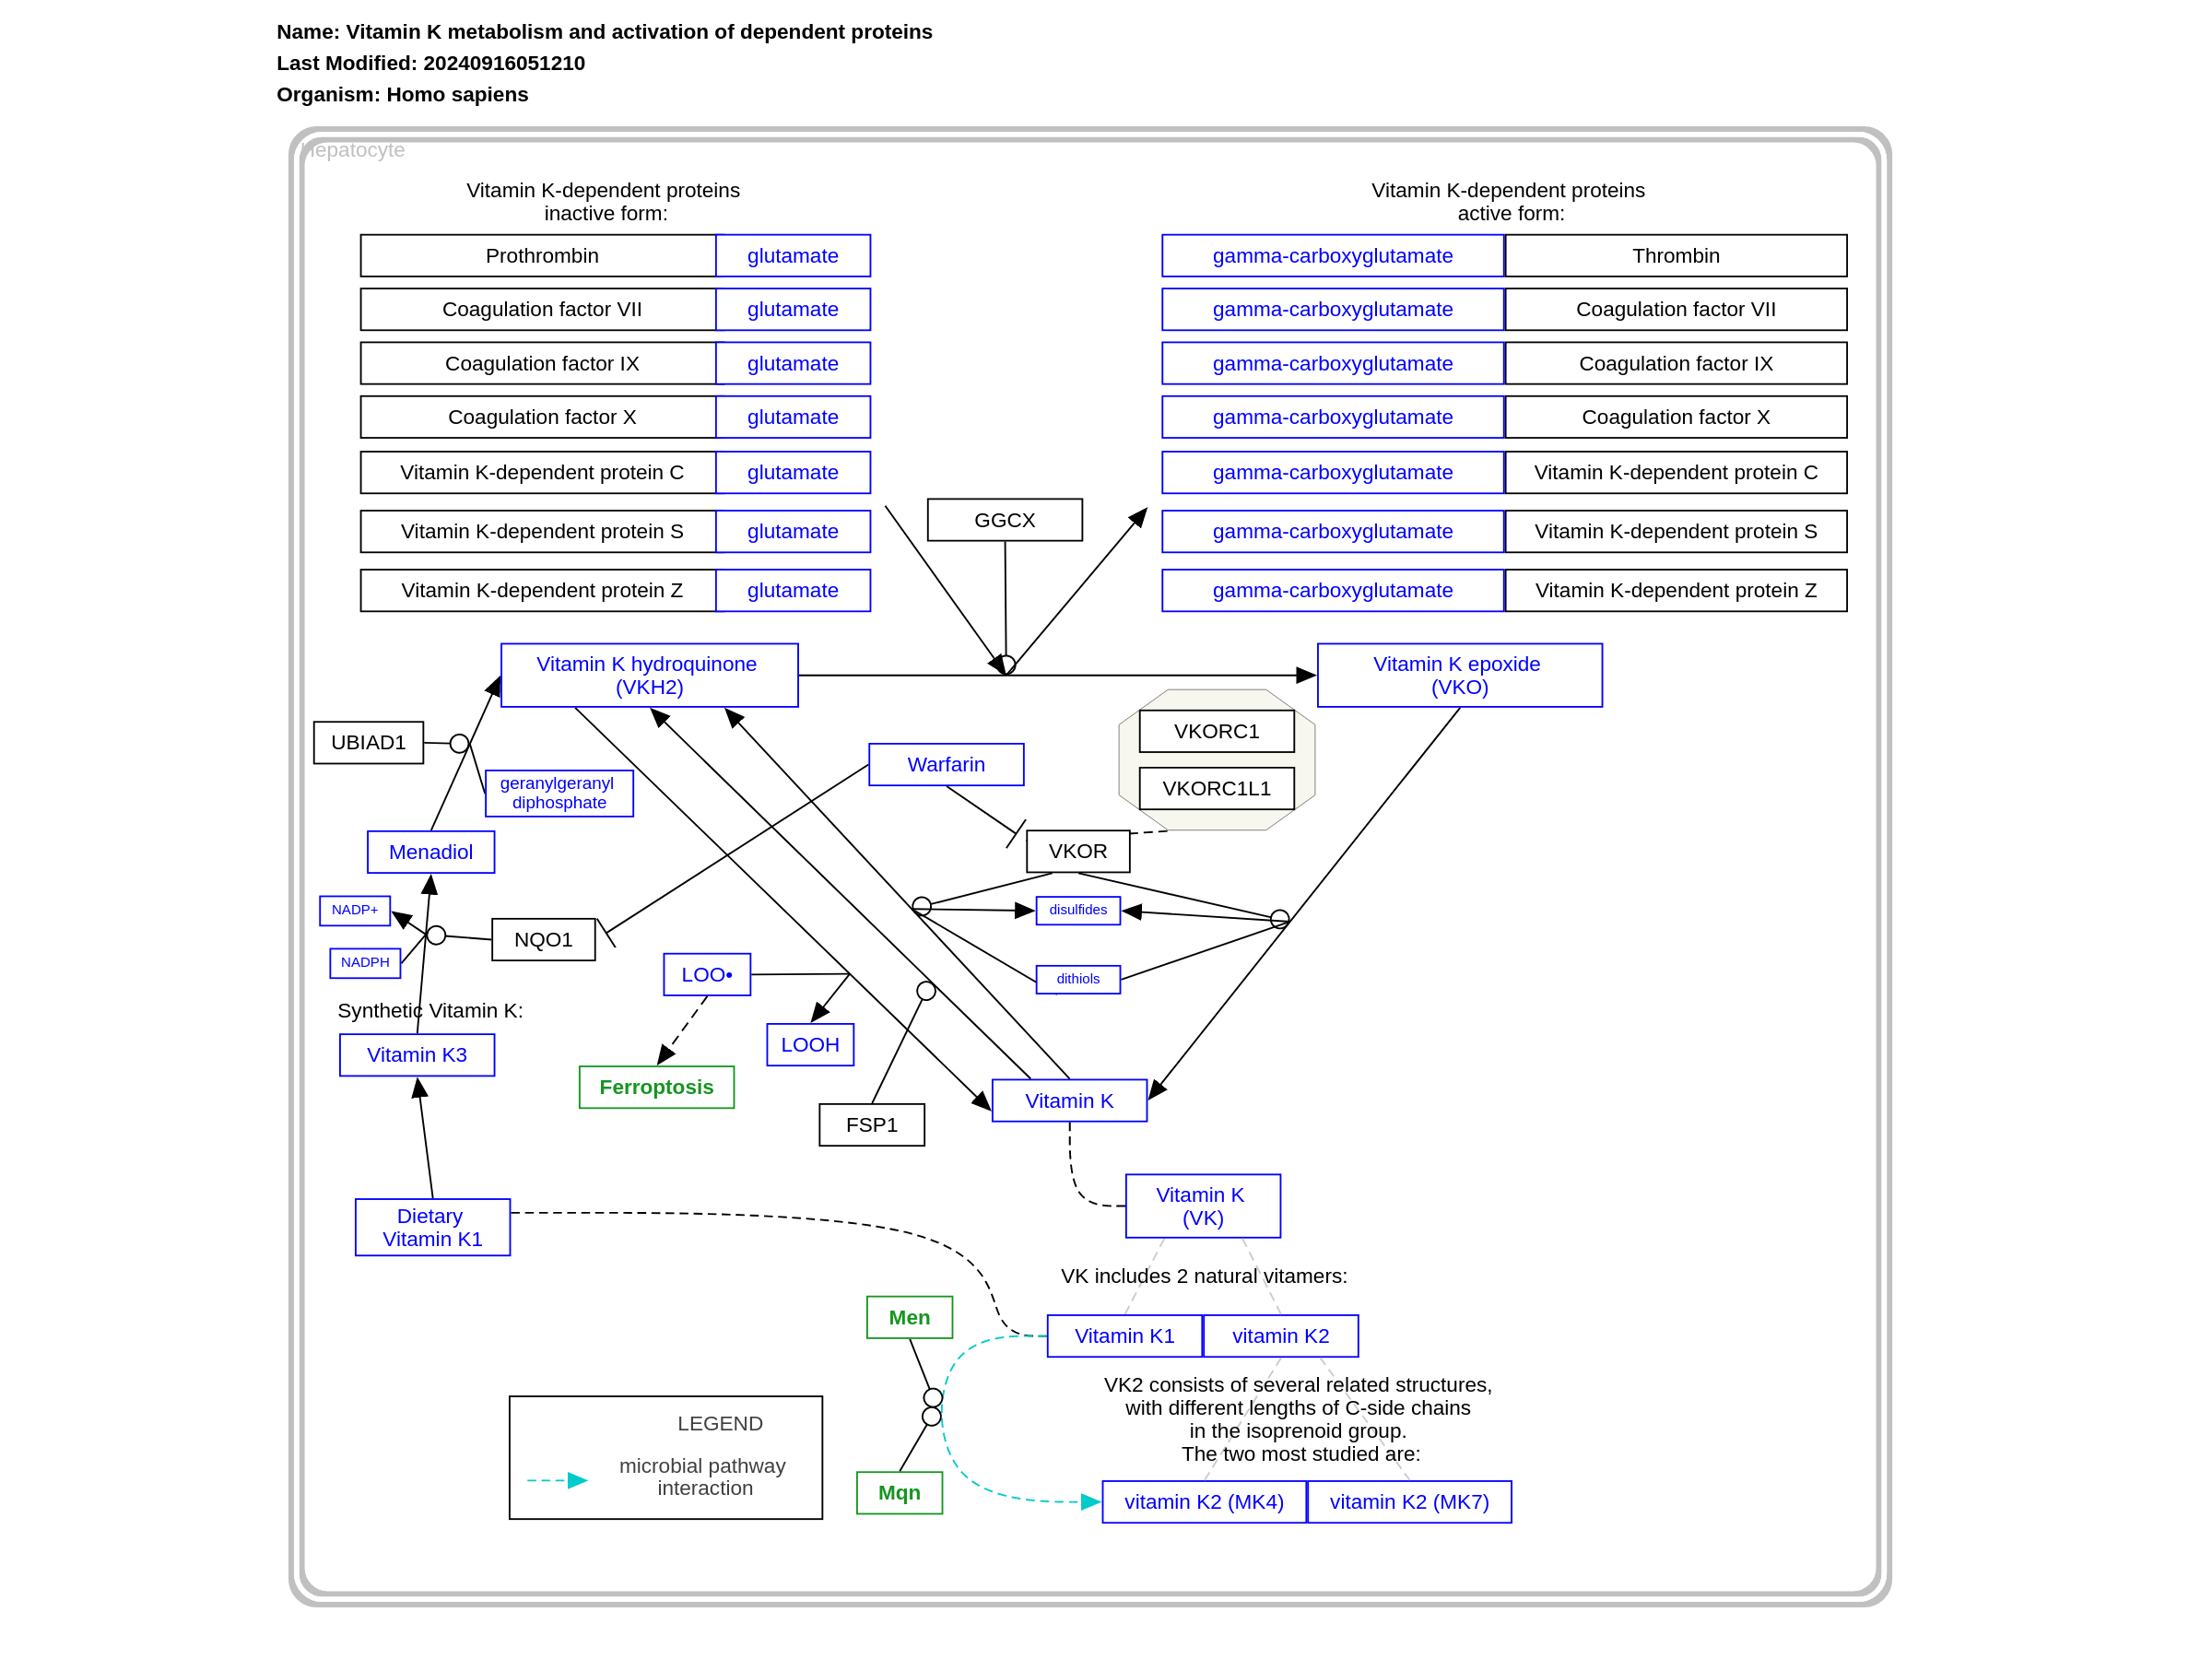 Name: Vitamin K metabolism and activation of dependent proteins
Last Modified: 20240916051210
Organism: Homo sapiens
Hepatocyte
Vitamin K-dependent proteins
inactive form:
Vitamin K-dependent proteins
active form:
Prothrombin glutamate gamma-carboxyglutamate Thrombin
Coagulation factor VII glutamate gamma-carboxyglutamate Coagulation factor VII
Coagulation factor IX glutamate gamma-carboxyglutamate Coagulation factor IX
Coagulation factor X glutamate gamma-carboxyglutamate Coagulation factor X
Vitamin K-dependent protein C glutamate gamma-carboxyglutamate Vitamin K-dependent protein C
GGCX
Vitamin K-dependent protein S glutamate gamma-carboxyglutamate Vitamin K-dependent protein S
Vitamin K-dependent protein Z glutamate gamma-carboxyglutamate Vitamin K-dependent protein Z
Vitamin K hydroquinone
(VKH2)
Vitamin K epoxide
(VKO)
VKORC1
UBIAD1
Warfarin
geranylgeranyl
diphosphate
VKORC1L1
Menadiol
VKOR
NADP+
disulfides
NQO1
NADPH
LOO•
dithiols
Synthetic Vitamin K:
LOOH
Vitamin K3
Ferroptosis
Vitamin K
FSP1
Vitamin K
(VK)
Dietary
Vitamin K1
VK includes 2 natural vitamers:
Men
Vitamin K1 vitamin K2
VK2 consists of several related structures,
with different lengths of C-side chains
in the isoprenoid group.
The two most studied are:
LEGEND
microbial pathway
interaction
Mqn
vitamin K2 (MK4) vitamin K2 (MK7)